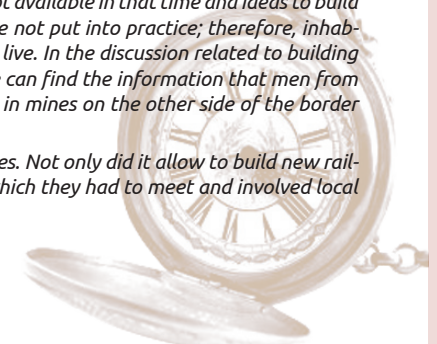 ot available in that time and ideas to build
e not put into practice; therefore, inhab-
live. In the discussion related to building
can find the information that men from
in mines on the other side of the border
es. Not only did it allow to build new rail-
hich they had to meet and involved local